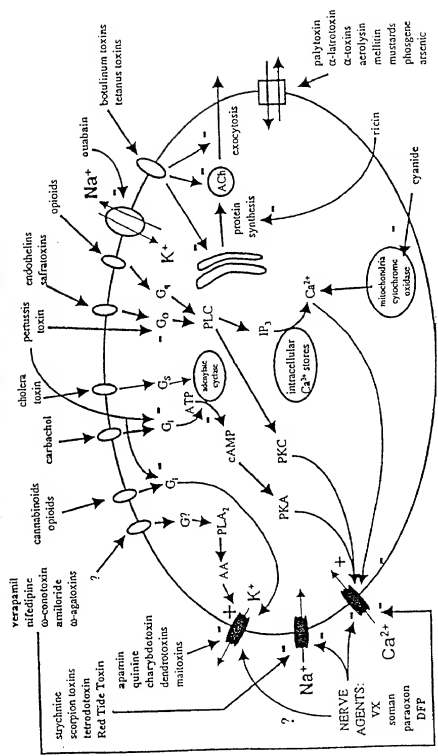 verapamil
nifedipine
ω-conotoxin
amiloride
ω-agatoxins
strychnine
scorpion toxins
tetrodotoxin
Red Tide Toxin
?
cannabinoids
opioids
carbachol
cholera
toxin
pertussis
toxin
endothelins
safratoxins
opioids
ouabain
botulinum toxins
tetanus toxins
Na+
K+
-
G?
Gi
Gi
Gs
Go
Gq
ATP
adenylate
cyclase
PLC
AA
PLA2
cAMP
IP3
PKA
PKC
protein
synthesis
ACh
exocytosis
intracellular
Ca2+ stores
Ca2+
mitochondria
cytochrome
oxidase
ricin
cyanide
palytoxin
α-latrotoxin
α-toxins
aerolysin
mellitin
mustards
phosgene
arsenic
apamin
quinine
charybdotoxin
dendrotoxins
maitoxins
+
K+
Na+
+
Ca2+
?
NERVE
AGENTS:
VX
soman
paraoxon
DFP